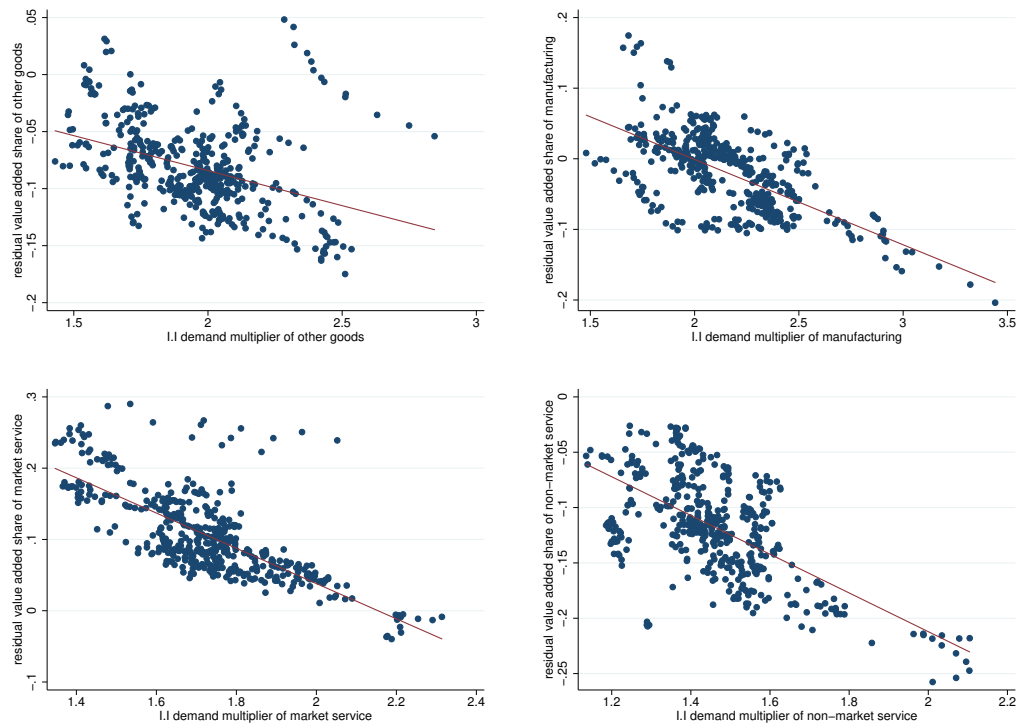 residual value added share of other goods
.05
0
-.05
-.1
-.15
-.2
1.5 2 2.5 3
I.I demand multiplier of other goods
residual value added share of manufacturing
.2
.1
0
-.1
-.2
1.5 2 2.5 3 3.5
I.I demand multiplier of manufacturing
residual value added share of market service
.3
.2
.1
0
-.1
1.4 1.6 1.8 2 2.2 2.4
I.I demand multiplier of market service
residual value added share of non-market service
0
-.05
-.1
-.15
-.2
-.25
1.2 1.4 1.6 1.8 2 2.2
I.I demand multiplier of non-market service